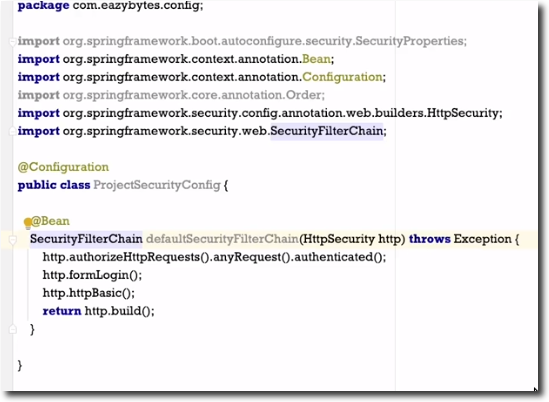 package com.eazybytes.config;
import org.springframework.boot.autoconfigure.security.SecurityProperties;
import org.springframework.context.annotation.Bean;
import org.springframework.context.annotation.Configuration;
import org.springframework.core.annotation.Order;
import org.springframework.security.config.annotation.web.builders.HttpSecurity;
import org.springframework.security.web.SecurityFilterChain;
@Configuration
public class ProjectSecurityConfig {
@Bean
SecurityFilterChain defaultSecurityFilterChain(HttpSecurity http) throws Exception {
http.authorizeHttpRequests().anyRequest().authenticated();
http.formLogin();
http.httpBasic();
return http.build();
}
}